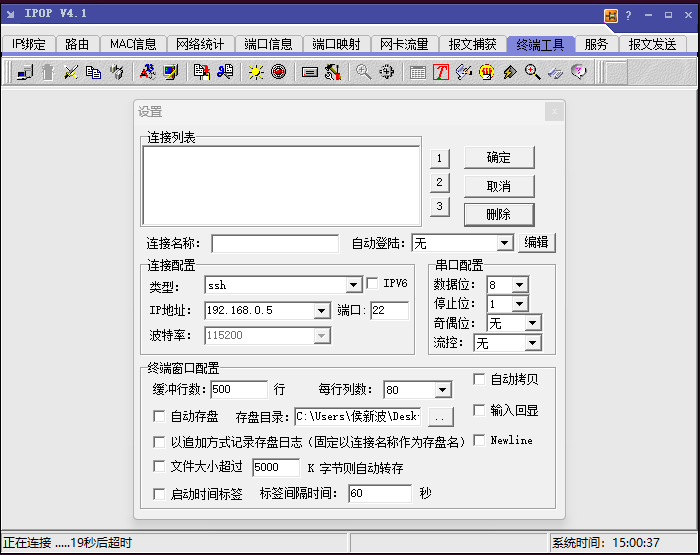 IPOP V4.1
IP绑定 路由 MAC信息 网络统计 端口信息 端口映射 网卡流量 报文捕获 终端工具 服务 报文发送
设置
连接列表
1 确定
2 取消
3 删除
连接名称: 自动登陆: 无 编辑
连接配置 串口配置
类型: ssh IPV6 数据位: 8
IP地址: 192.168.0.5 端口: 22 停止位: 1
波特率: 115200 奇偶位: 无
流控: 无
终端窗口配置
缓冲行数: 500 行 每行列数: 80 自动拷贝
自动存盘 存盘目录: C:\Users\侯新波\Desk .. 输入回显
以追加方式记录存盘日志(固定以连接名称作为存盘名) Newline
文件大小超过 5000 K 字节则自动转存
启动时间标签 标签间隔时间: 60 秒
正在连接 .....19秒后超时 系统时间: 15:00:37